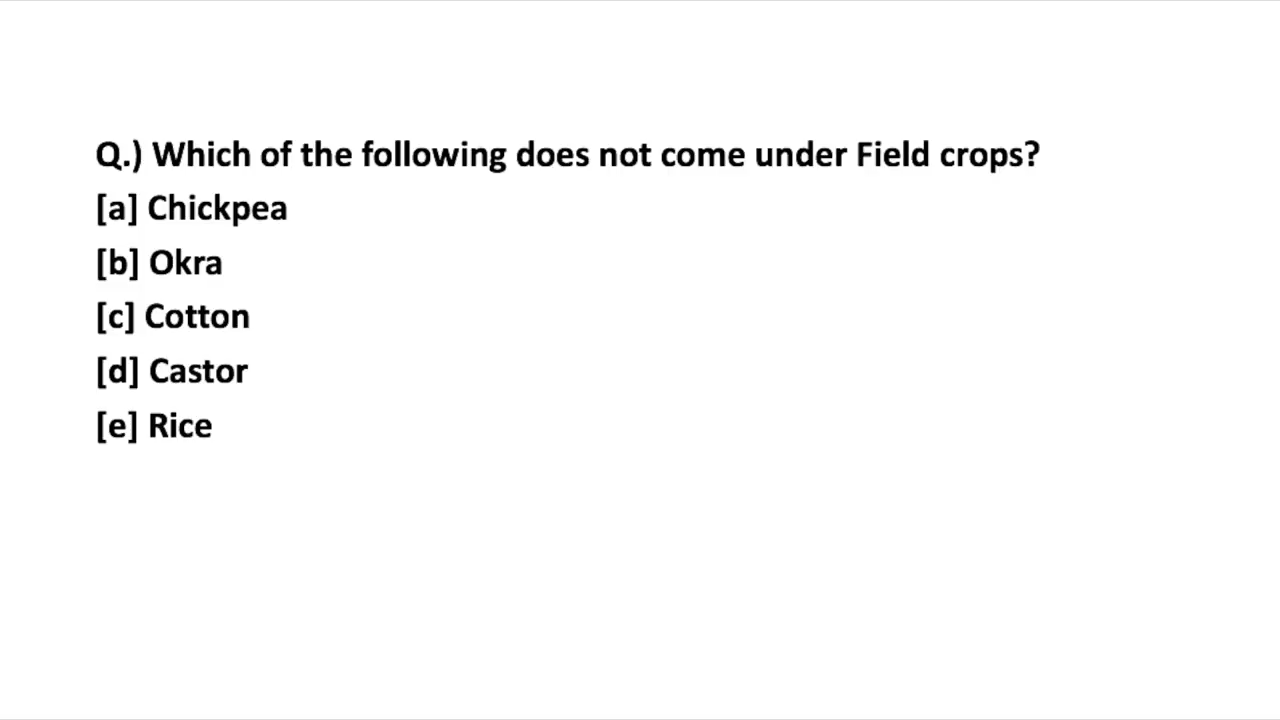 Q.) Which of the following does not come under Field crops?
[a] Chickpea
[b] Okra
[c] Cotton
[d] Castor
[e] Rice